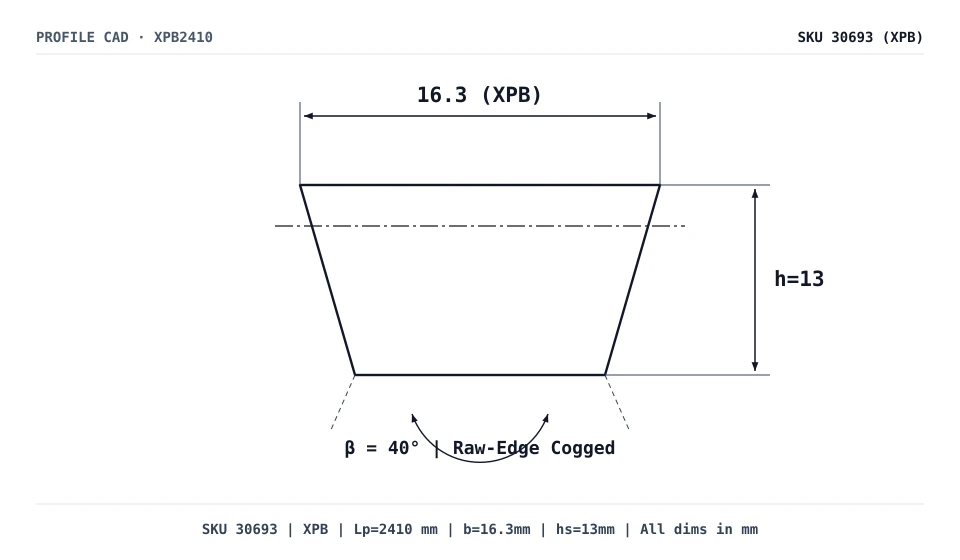 PROFILE CAD · XPB2410
SKU 30693 (XPB)
16.3 (XPB)
h=13
β = 40° | Raw-Edge Cogged
SKU 30693 | XPB | Lp=2410 mm | b=16.3mm | hs=13mm | All dims in mm